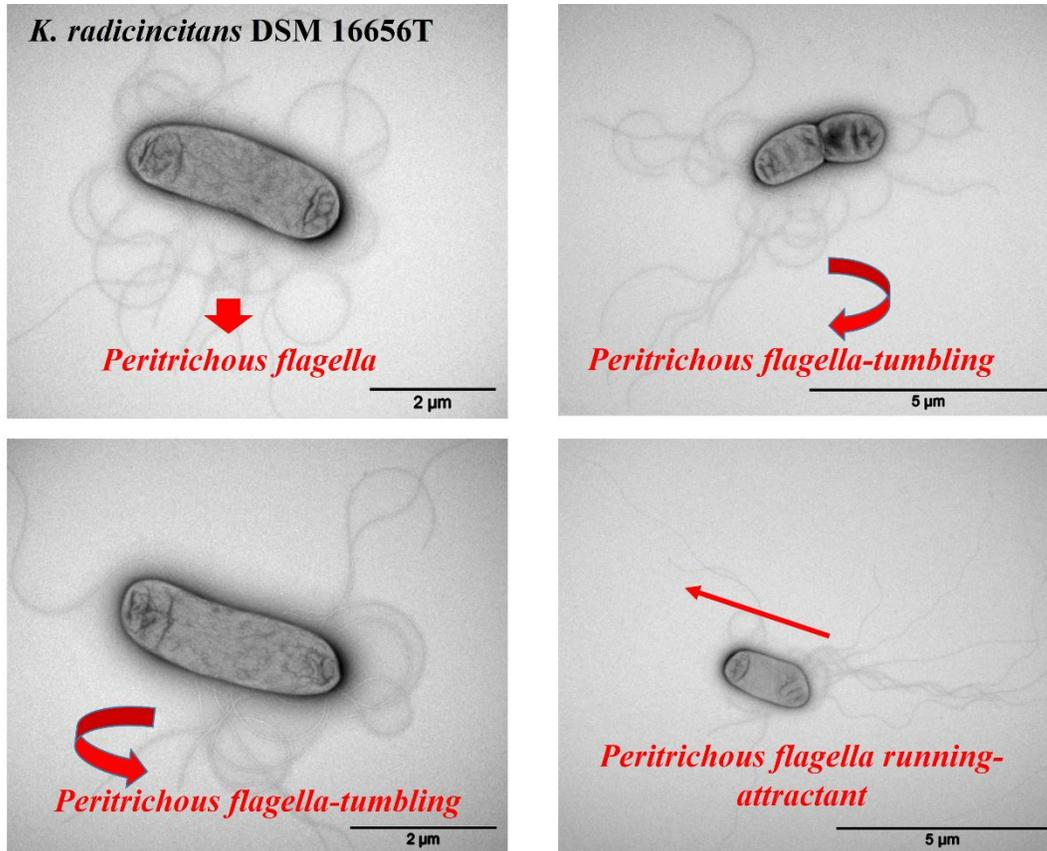 K. radicincitans DSM 16656T
Peritrichous flagella
2 µm
Peritrichous flagella-tumbling
5 µm
Peritrichous flagella-tumbling
2 µm
Peritrichous flagella running-
attractant
5 µm